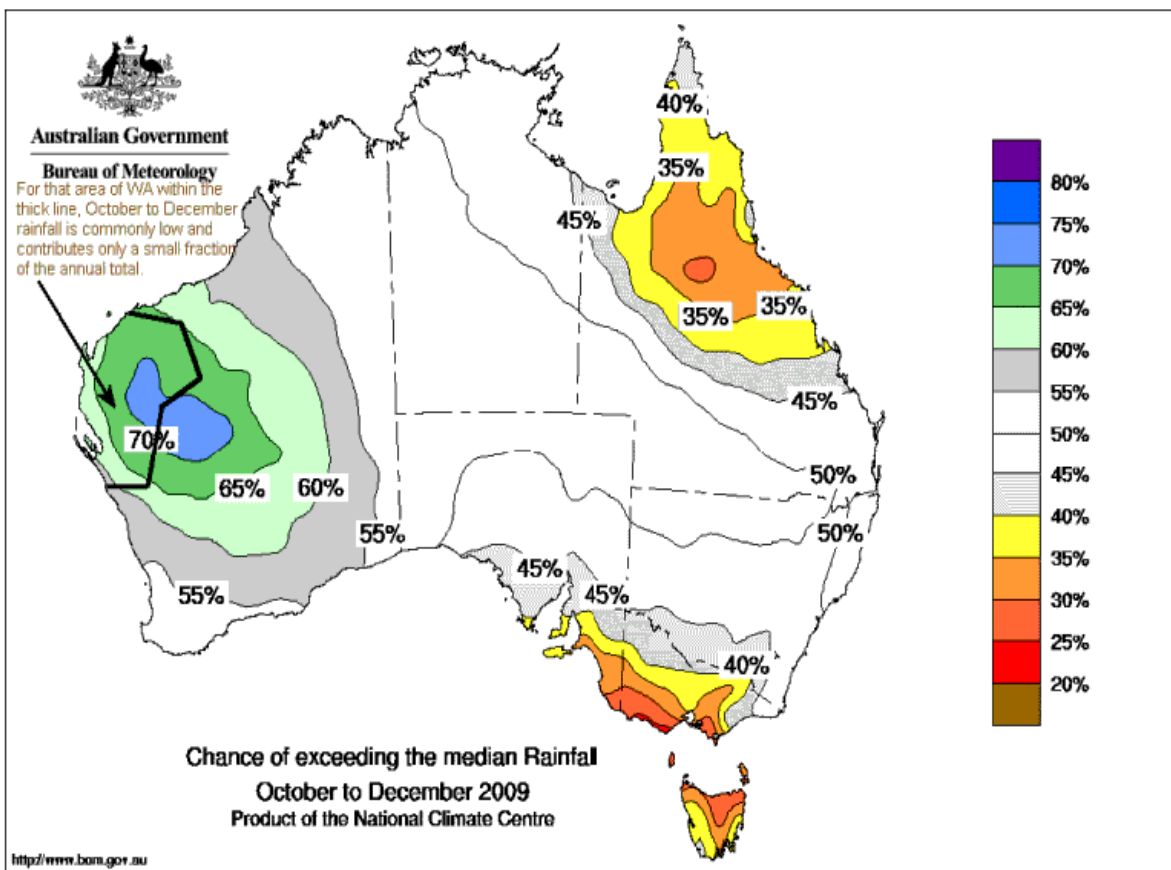 Australian Government
Bureau of Meteorology
For that area of WA within the
thick line, October to December
rainfall is commonly low and
contributes only a small fraction
of the annual total.
40%
35%
45%
35%
35%
45%
70%
65%
60%
55%
55%
50%
50%
45%
45%
40%
80%
75%
70%
65%
60%
55%
50%
45%
40%
35%
30%
25%
20%
Chance of exceeding the median Rainfall
October to December 2009
Product of the National Climate Centre
http://www.bom.gov.au